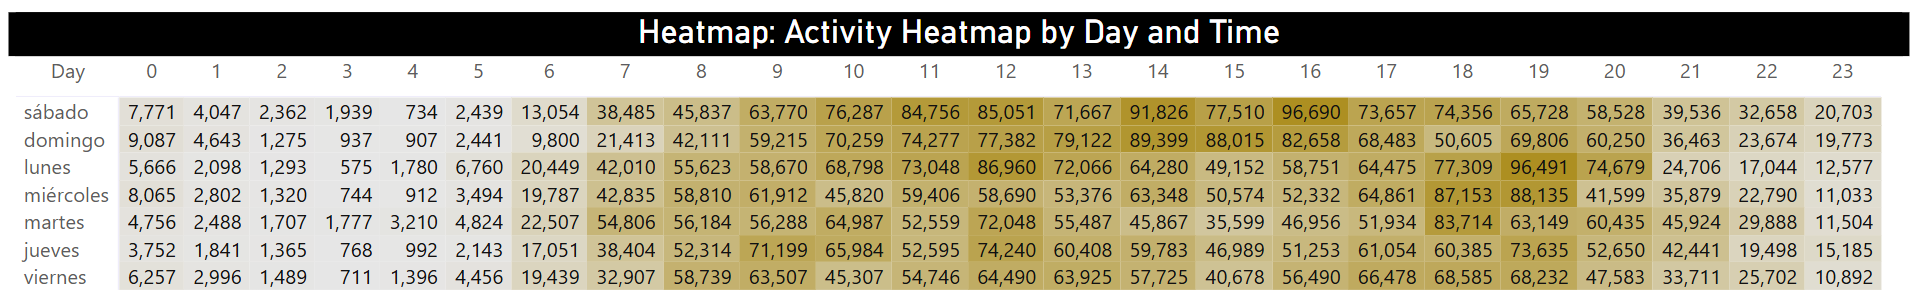 Heatmap: Activity Heatmap by Day and Time
Day 0 1 2 3 4 5 6 7 8 9 10 11 12 13 14 15 16 17 18 19 20 21 22 23
sábado 7,771 4,047 2,362 1,939 734 2,439 13,054 38,485 45,837 63,770 76,287 84,756 85,051 71,667 91,826 77,510 96,690 73,657 74,356 65,728 58,528 39,536 32,658 20,703
domingo 9,087 4,643 1,275 937 907 2,441 9,800 21,413 42,111 59,215 70,259 74,277 77,382 79,122 89,399 88,015 82,658 68,483 50,605 69,806 60,250 36,463 23,674 19,773
lunes 5,666 2,098 1,293 575 1,780 6,760 20,449 42,010 55,623 58,670 68,798 73,048 86,960 72,066 64,280 49,152 58,751 64,475 77,309 96,491 74,679 24,706 17,044 12,577
miércoles 8,065 2,802 1,320 744 912 3,494 19,787 42,835 58,810 61,912 45,820 59,406 58,690 53,376 63,348 50,574 52,332 64,861 87,153 88,135 41,599 35,879 22,790 11,033
martes 4,756 2,488 1,707 1,777 3,210 4,824 22,507 54,806 56,184 56,288 64,987 52,559 72,048 55,487 45,867 35,599 46,956 51,934 83,714 63,149 60,435 45,924 29,888 11,504
jueves 3,752 1,841 1,365 768 992 2,143 17,051 38,404 52,314 71,199 65,984 52,595 74,240 60,408 59,783 46,989 51,253 61,054 60,385 73,635 52,650 42,441 19,498 15,185
viernes 6,257 2,996 1,489 711 1,396 4,456 19,439 32,907 58,739 63,507 45,307 54,746 64,490 63,925 57,725 40,678 56,490 66,478 68,585 68,232 47,583 33,711 25,702 10,892